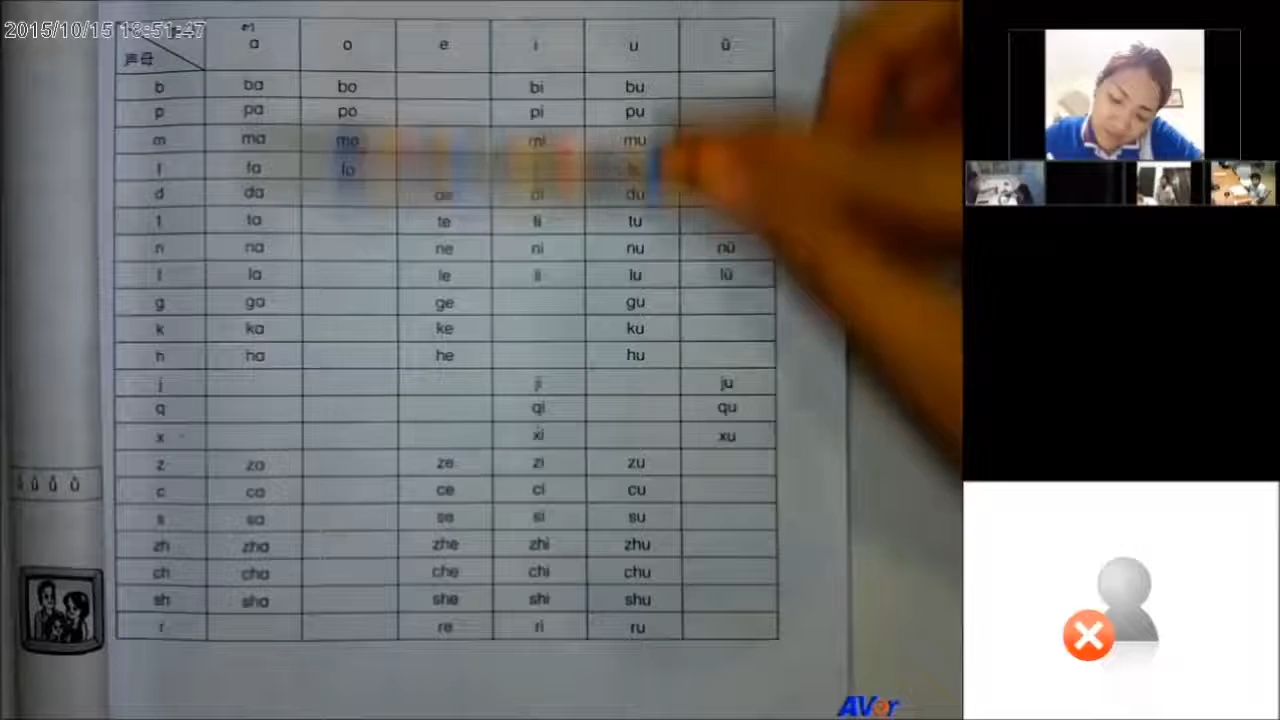 2015/10/15 18:51:47
声母
a o e i u ü
b ba bo bi bu
p pa po pi pu
m ma mo mi mu
f fa fo
d da de di du
t ta te ti tu
n na ne ni nu nü
l la le li lu lü
g ga ge gu
k ka ke ku
h ha he hu
j ji ju
q qi qu
x xi xu
z za ze zi zu
c ca ce ci cu
s sa se si su
zh zha zhe zhi zhu
ch cha che chi chu
sh sha she shi shu
r re ri ru
ú ǔ ù
AVer